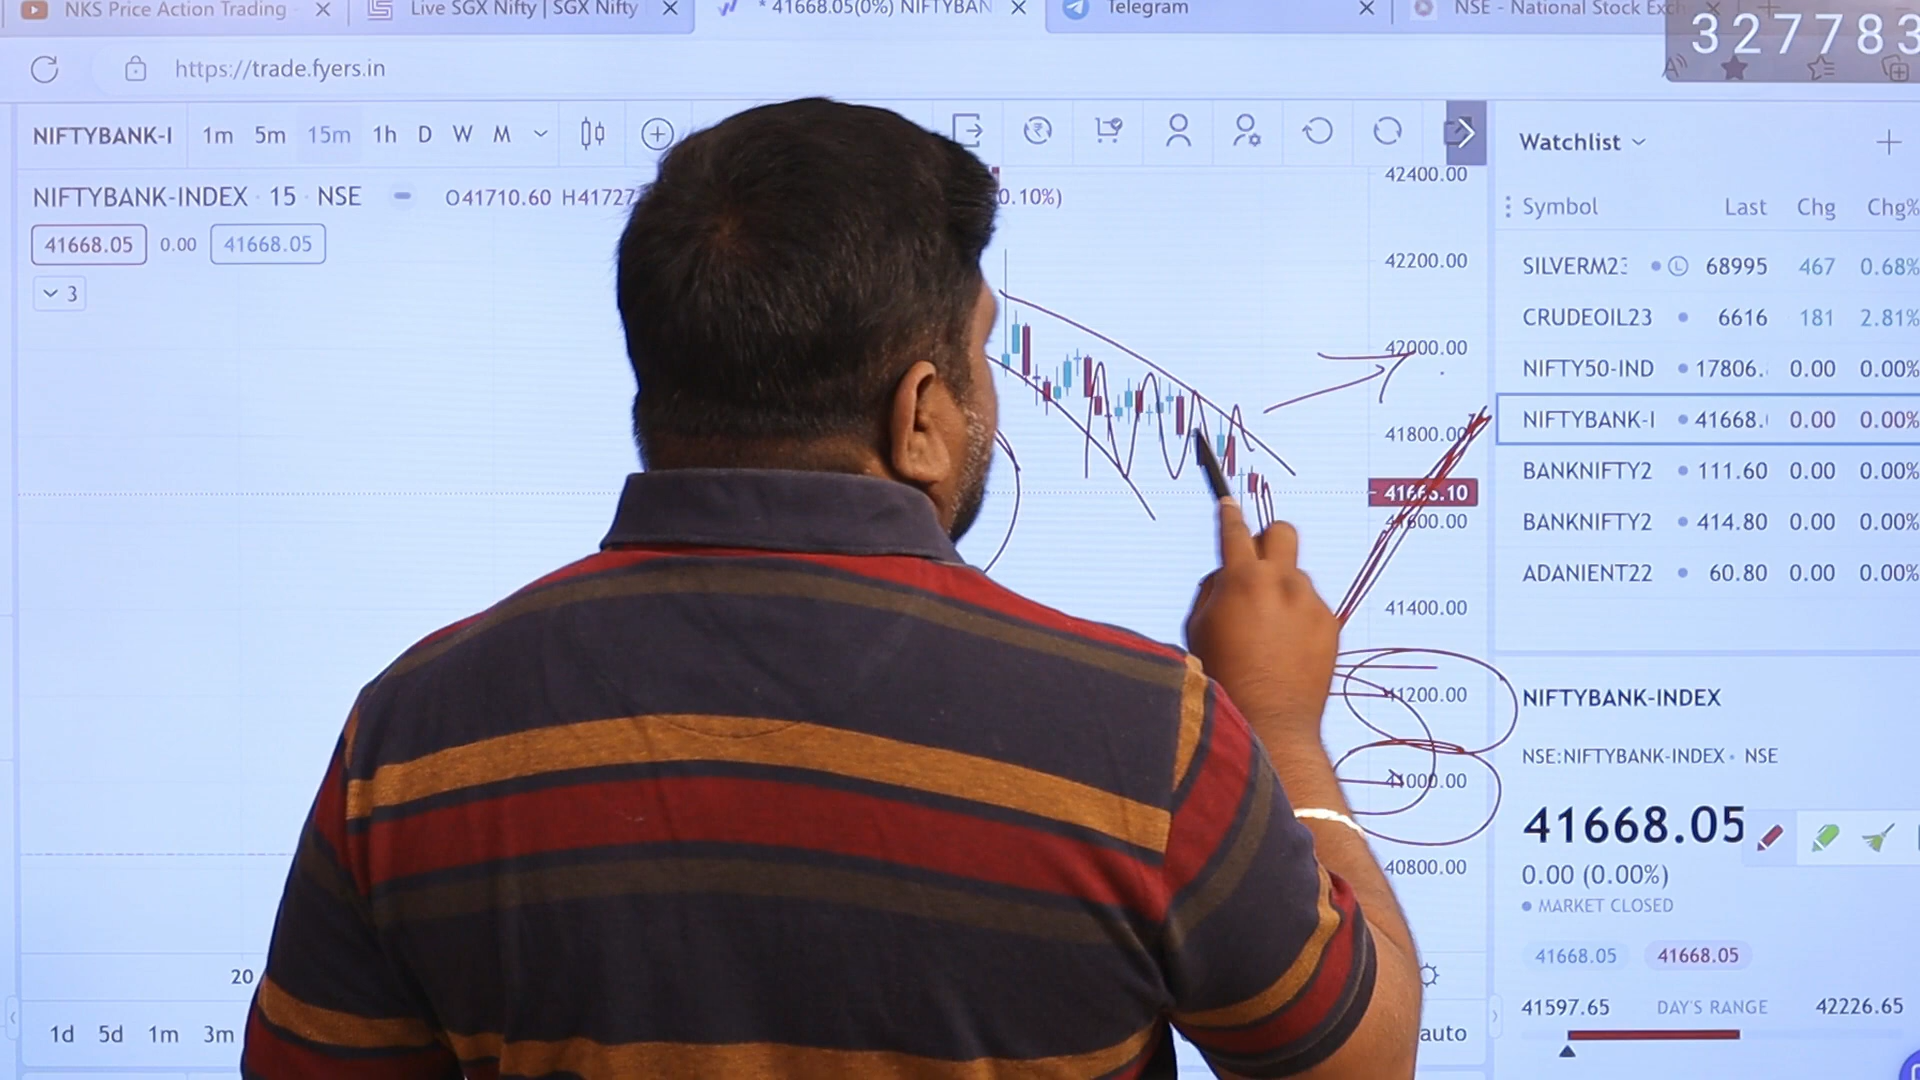 NKS Price Action Trading
Live SGX Nifty | SGX Nifty
* 41668.05(0%) NIFTYBAN
Telegram
NSE - National Stock Exch
327783
https://trade.fyers.in
NIFTYBANK-I 1m 5m 15m 1h D W M
NIFTYBANK-INDEX · 15 · NSE O41710.60 H41727 0.10%)
41668.05 0.00 41668.05
3
42400.00
42200.00
42000.00
41800.00
41600.00
41400.00
41200.00
41000.00
40800.00
Watchlist
Symbol Last Chg Chg%
SILVERM23 L 68995 467 0.68%
CRUDEOIL23 6616 181 2.81%
NIFTY50-IND 17806. 0.00 0.00%
NIFTYBANK-I 41668. 0.00 0.00%
BANKNIFTY2 111.60 0.00 0.00%
BANKNIFTY2 414.80 0.00 0.00%
ADANIENT22 60.80 0.00 0.00%
NIFTYBANK-INDEX
NSE:NIFTYBANK-INDEX • NSE
41668.05
0.00 (0.00%)
MARKET CLOSED
41668.05 41668.05
41597.65 DAY'S RANGE 42226.65
20
1d 5d 1m 3m
auto